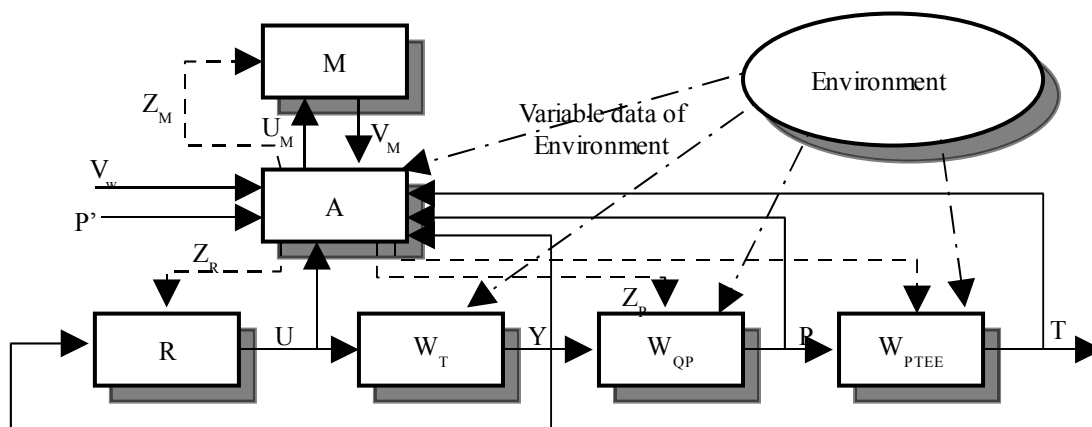 M
Environment
Z_M
U_M
V_M
Variable data of
Environment
V_w
A
P’
Z_R
Z_P
R
U
W_T
Y
W_QP
P
W_PTEE
T